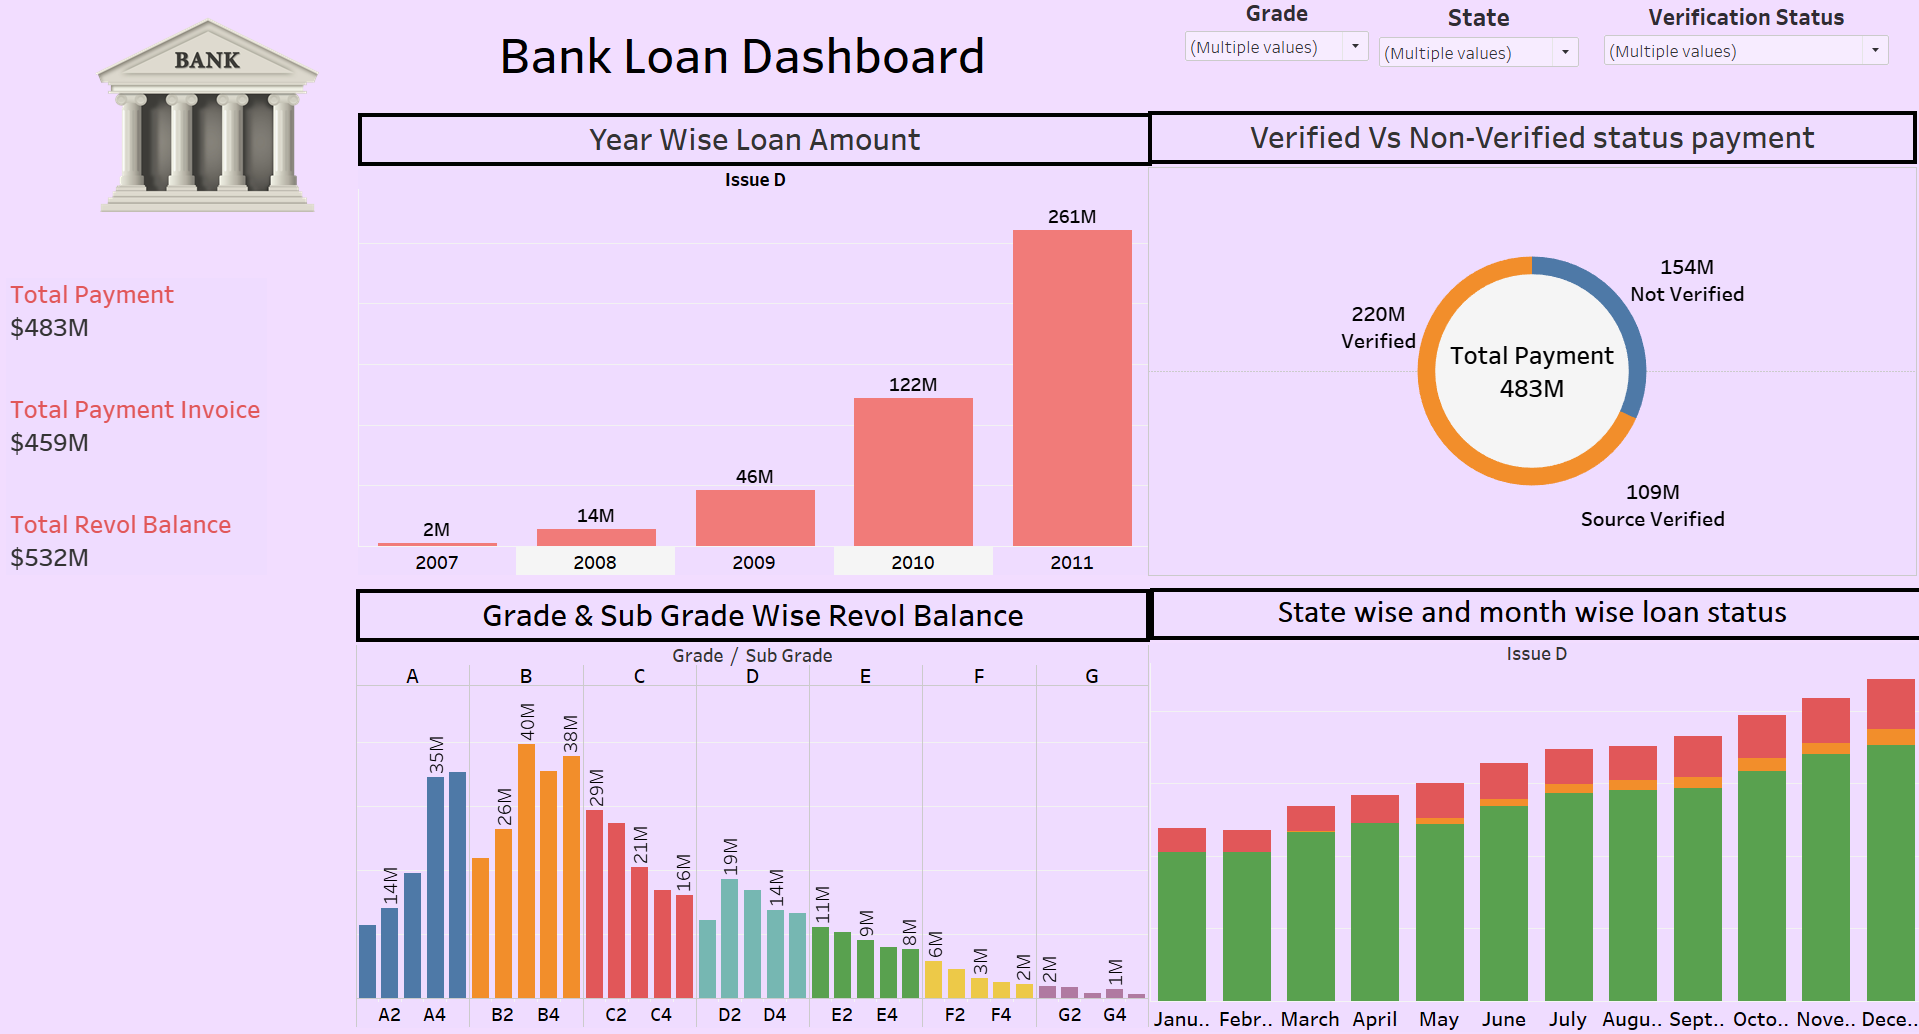 BANK
Bank Loan Dashboard
Grade
(Multiple values)
State
(Multiple values)
Verification Status
(Multiple values)
Total Payment
$483M
Total Payment Invoice
$459M
Total Revol Balance
$532M
Year Wise Loan Amount
Issue D
2M
14M
46M
122M
261M
2007 2008 2009 2010 2011
Verified Vs Non-Verified status payment
154M
Not Verified
220M
Verified
Total Payment
483M
109M
Source Verified
Grade & Sub Grade Wise Revol Balance
Grade / Sub Grade
A B C D E F G
14M 35M 26M 40M 38M 29M 21M 16M 19M 14M 11M 9M 8M 6M 3M 2M 2M 1M
A2 A4 B2 B4 C2 C4 D2 D4 E2 E4 F2 F4 G2 G4
State wise and month wise loan status
Issue D
Janu.. Febr.. March April May June July Augu.. Sept.. Octo.. Nove.. Dece..